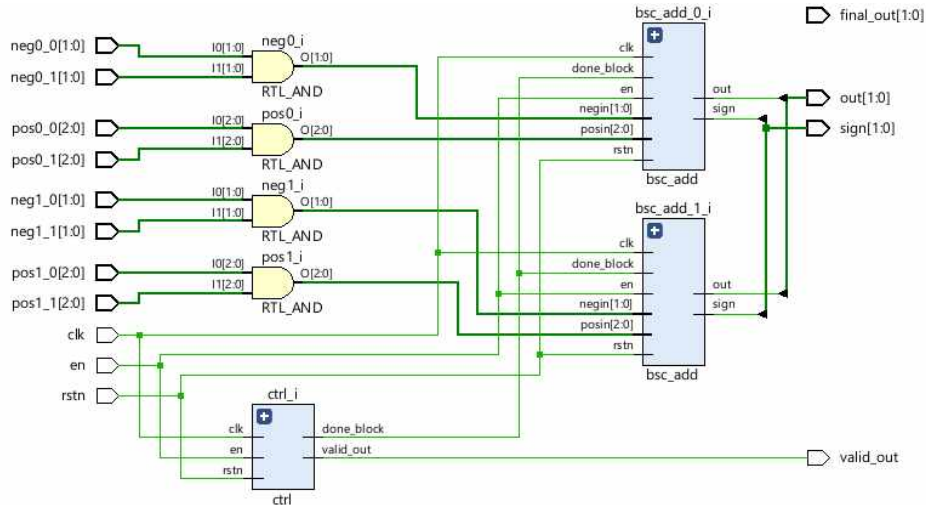 bsc_add_0_i
final_out[1:0]
neg0_0[1:0]
neg0_1[1:0]
I0[1:0]
I1[1:0]
neg0_i
O[1:0]
RTL_AND
clk
done_block
en
negin[1:0]
posin[2:0]
rstn
out
sign
bsc_add
out[1:0]
sign[1:0]
pos0_0[2:0]
pos0_1[2:0]
I0[2:0]
I1[2:0]
pos0_i
O[2:0]
RTL_AND
neg1_0[1:0]
neg1_1[1:0]
I0[1:0]
I1[1:0]
neg1_i
O[1:0]
RTL_AND
bsc_add_1_i
clk
done_block
en
negin[1:0]
posin[2:0]
rstn
out
sign
bsc_add
pos1_0[2:0]
pos1_1[2:0]
I0[2:0]
I1[2:0]
pos1_i
O[2:0]
RTL_AND
clk
en
rstn
ctrl_i
clk
en
rstn
done_block
valid_out
ctrl
valid_out